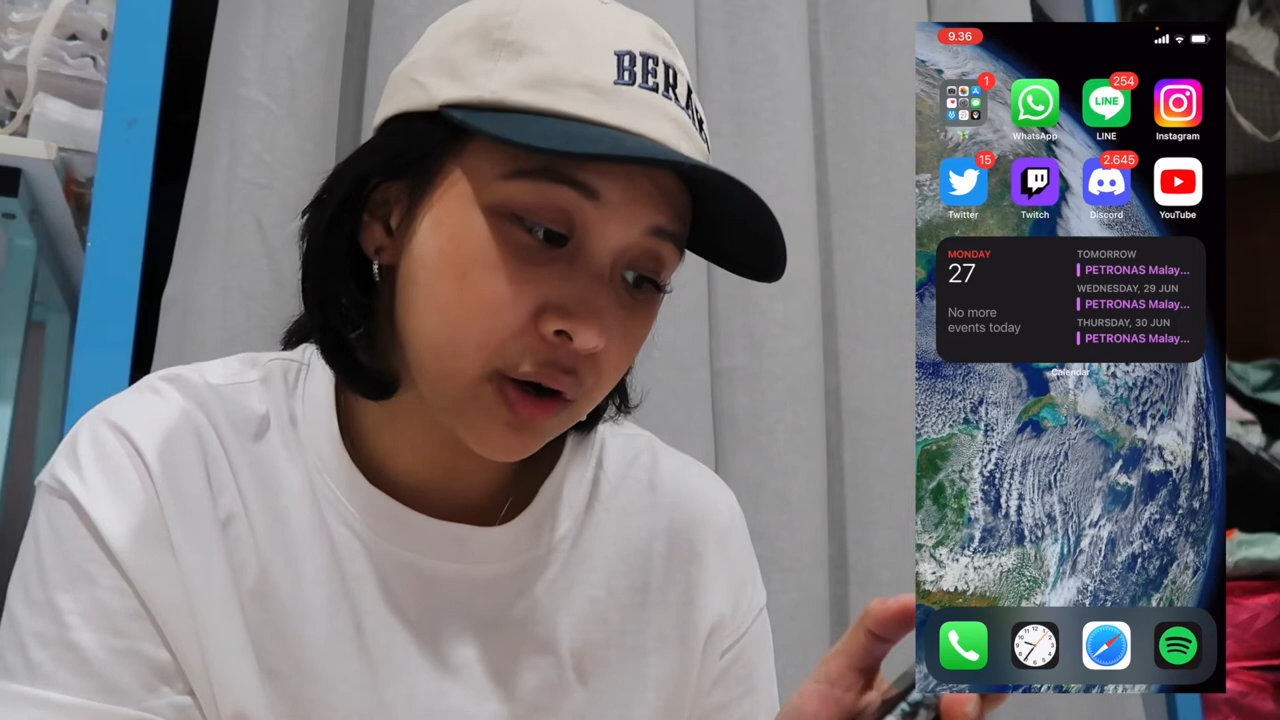 9.36
1
254
WhatsApp
LINE
LINE
Instagram
15
2.645
Twitter
Twitch
Discord
YouTube
MONDAY
27
No more
events today
TOMORROW
PETRONAS Malay...
WEDNESDAY, 29 JUN
PETRONAS Malay...
THURSDAY, 30 JUN
PETRONAS Malay...
Calendar